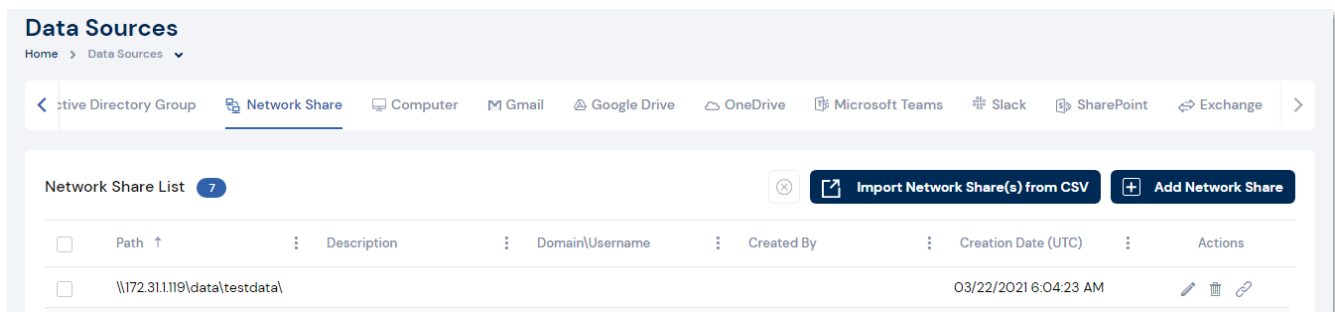 Data Sources
Home > Data Sources
ctive Directory Group Network Share Computer Gmail Google Drive OneDrive Microsoft Teams Slack SharePoint Exchange
Network Share List 7 Import Network Share(s) from CSV Add Network Share
Path ↑ Description Domain\Username Created By Creation Date (UTC) Actions
\\172.31.1.119\data\testdata\ 03/22/2021 6:04:23 AM